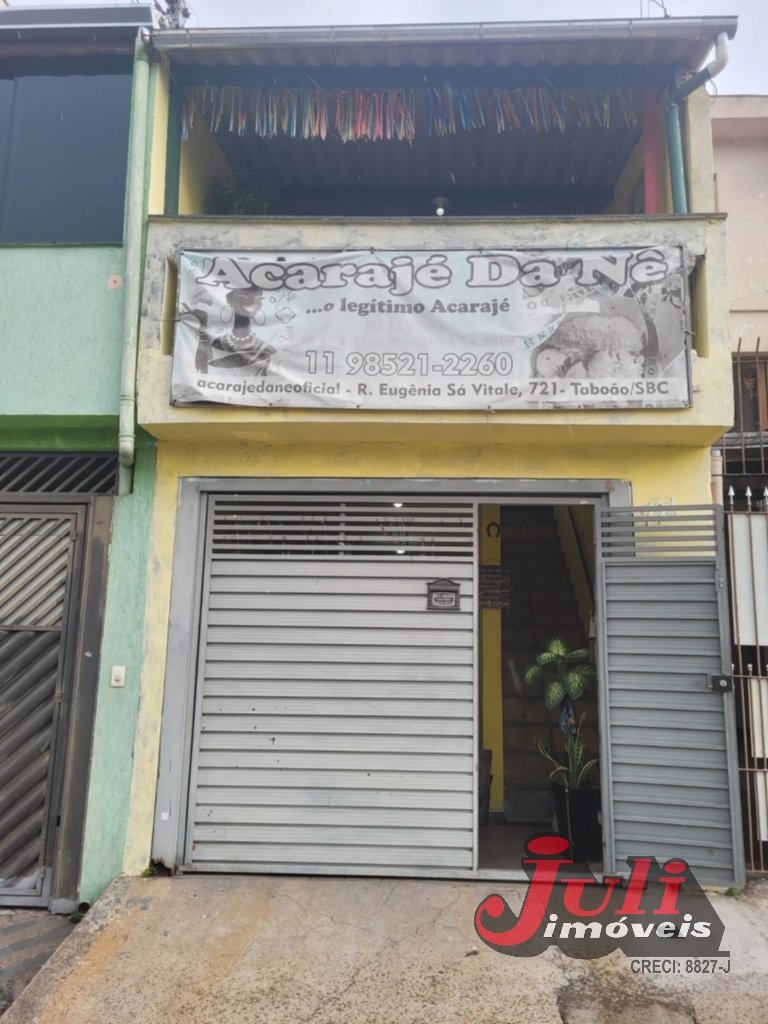 Acarajé Da Nê
...o legítimo Acarajé
11 98521-2260
acarajedaneoficial - R. Eugênia Sá Vitale, 721- Taboão/SBC
Juli
imóveis
CRECI: 8827-J